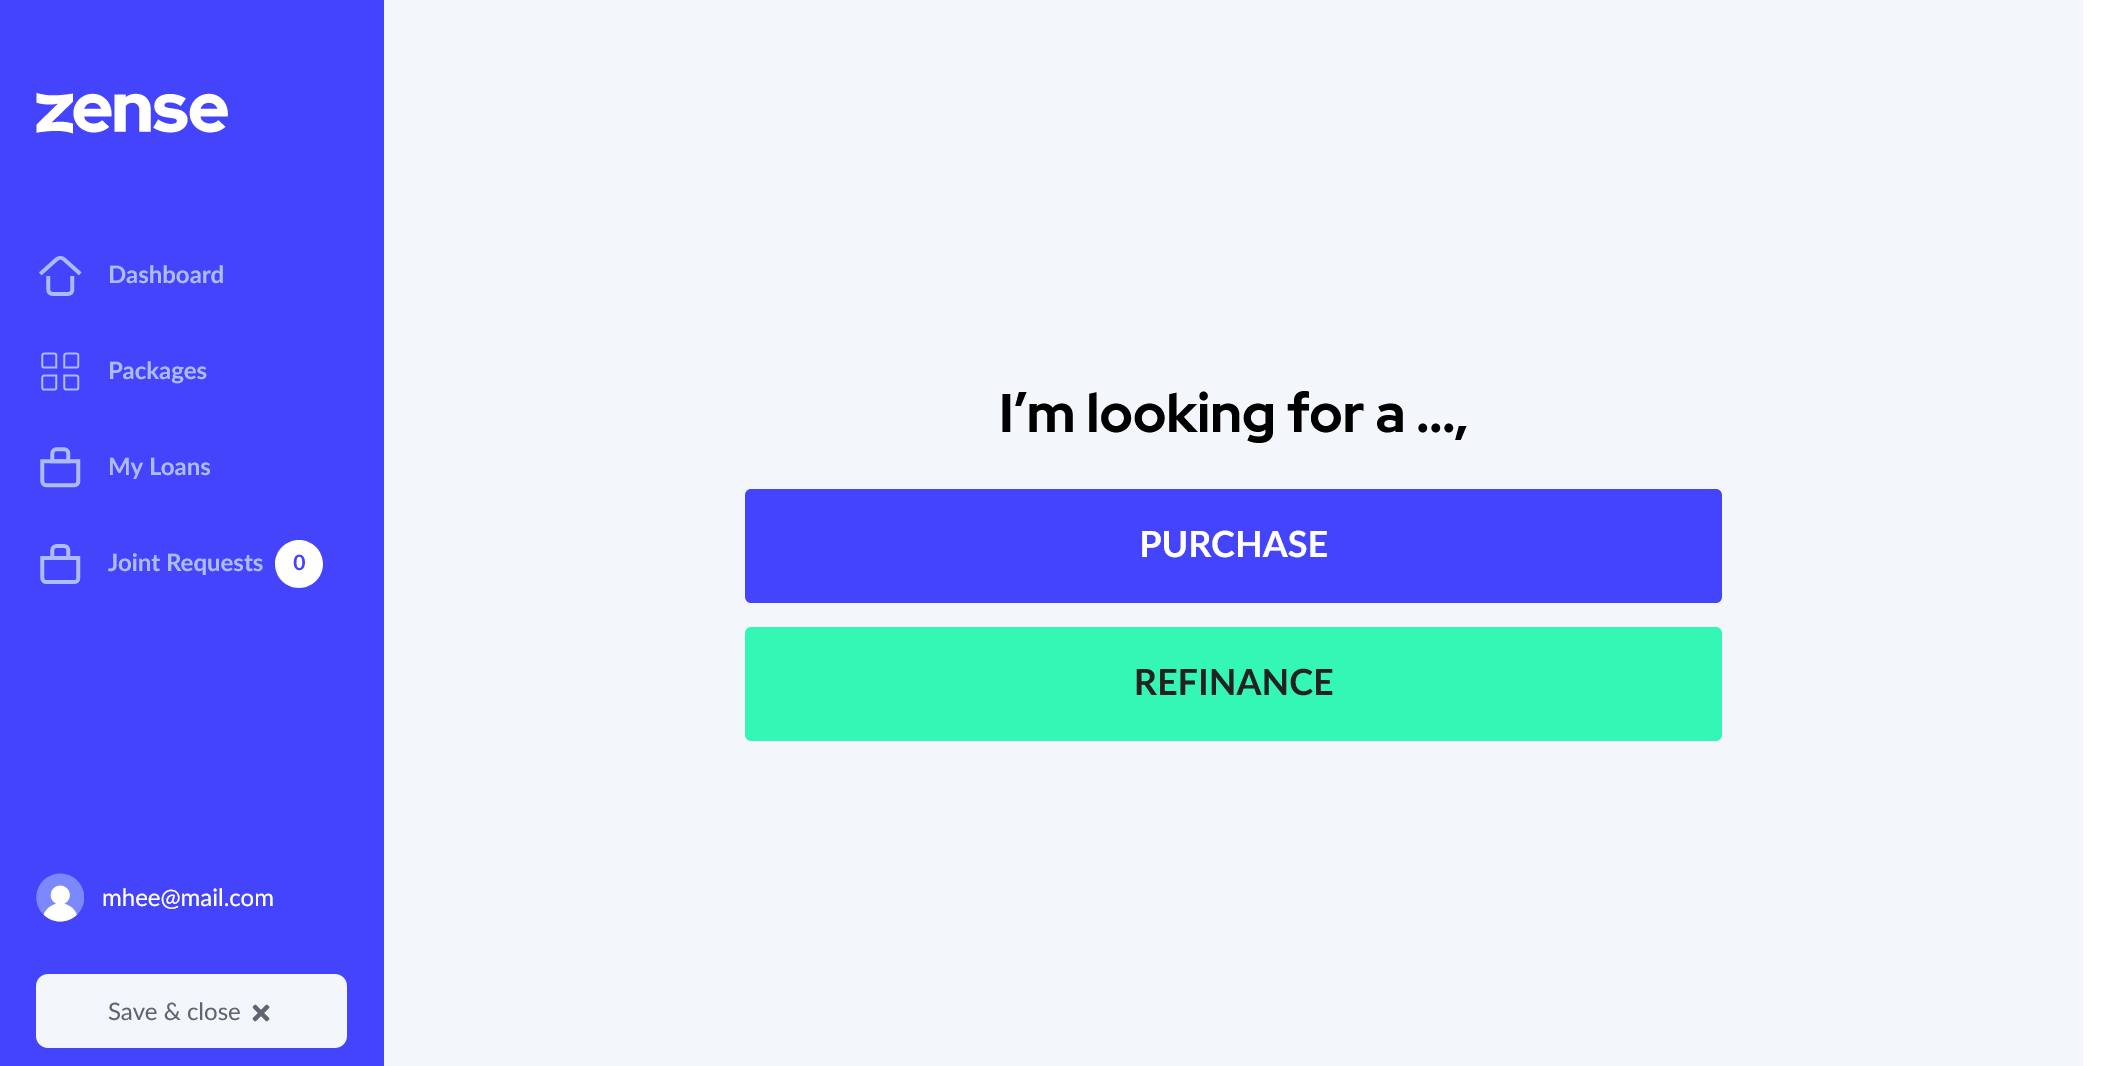 zense
Dashboard
Packages
My Loans
Joint Requests 0
mhee@mail.com
Save & close
I'm looking for a ...,
PURCHASE
REFINANCE